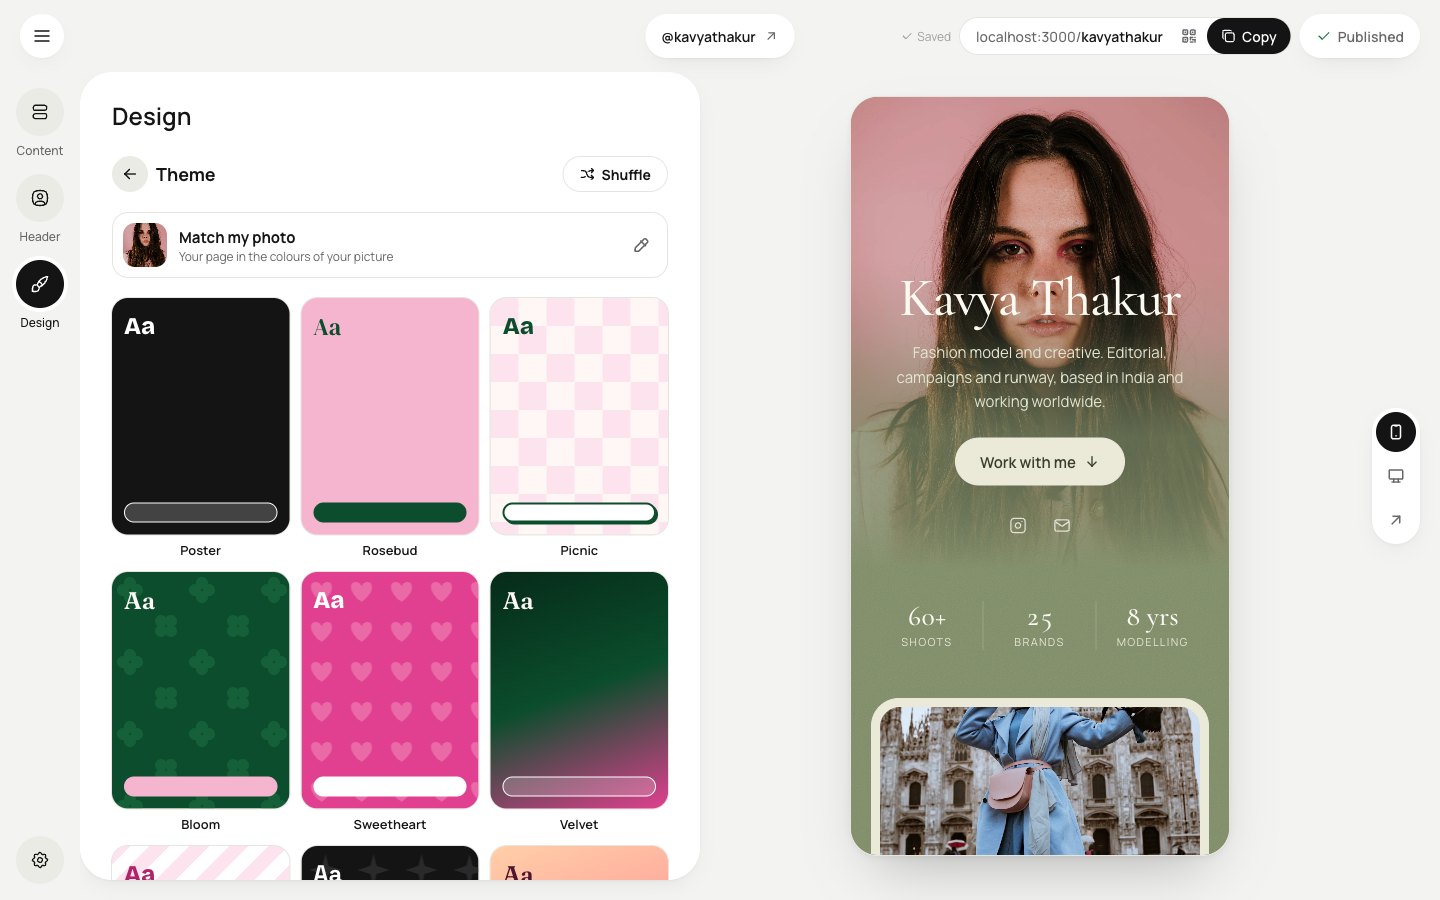 @kavyathakur
Saved
localhost:3000/kavyathakur
Copy
Published
Content
Header
Design
Design
Theme
Shuffle
Match my photo
Your page in the colours of your picture
Aa
Aa
Aa
Poster
Rosebud
Picnic
Aa
Aa
Aa
Bloom
Sweetheart
Velvet
Aa
Aa
Aa
Kavya Thakur
Fashion model and creative. Editorial,
campaigns and runway, based in India and
working worldwide.
Work with me
60+
SHOOTS
25
BRANDS
8 yrs
MODELLING